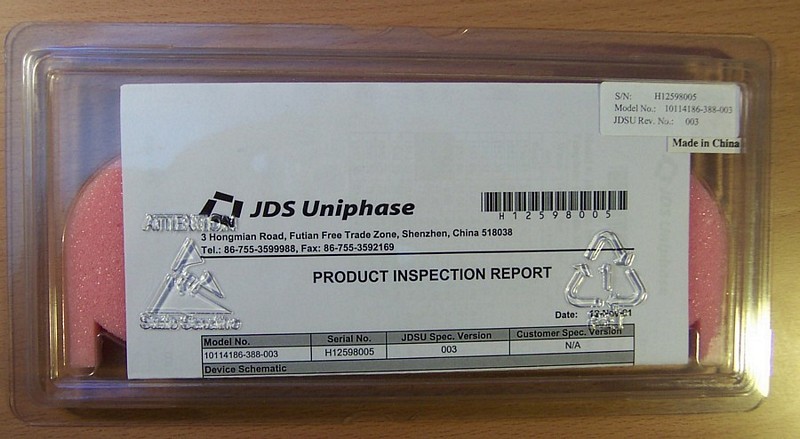 S/N: H12598005
Model No.: 10114186-388-003
JDSU Rev. No.: 003
Made in China
JDS Uniphase
H12598005
ATTENTION
3 Hongmian Road, Futian Free Trade Zone, Shenzhen, China 518038
Tel.: 86-755-3599988, Fax: 86-755-3592169
PRODUCT INSPECTION REPORT
Date:
Model No. Serial No. JDSU Spec. Version Customer Spec. Version
10114186-388-003 H12598005 003 N/A
Device Schematic